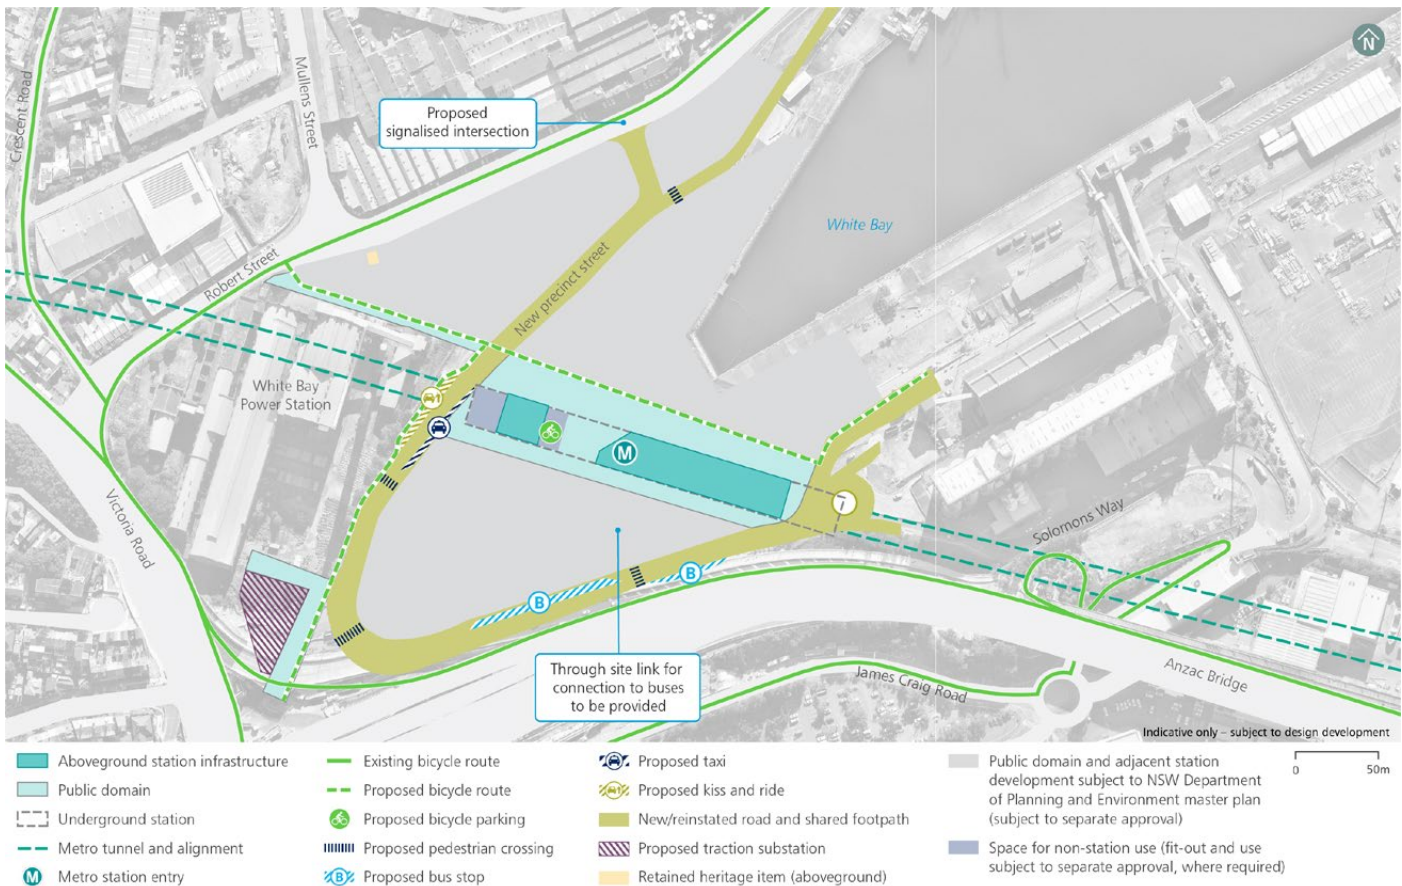 N
Crescent Road
Mullens Street
Proposed
signalised intersection
White Bay
Robert Street
New precinct street
White Bay
Power Station
M
Victoria Road
Solomons Way
B
B
Through site link for
connection to buses
to be provided
James Craig Road
Anzac Bridge
Indicative only – subject to design development
Aboveground station infrastructure
Public domain
Underground station
Metro tunnel and alignment
M Metro station entry
Existing bicycle route
Proposed bicycle route
Proposed bicycle parking
Proposed pedestrian crossing
B Proposed bus stop
Proposed taxi
Proposed kiss and ride
New/reinstated road and shared footpath
Proposed traction substation
Retained heritage item (aboveground)
Public domain and adjacent station
development subject to NSW Department
of Planning and Environment master plan
(subject to separate approval)
Space for non-station use (fit-out and use
subject to separate approval, where required)
0 50m